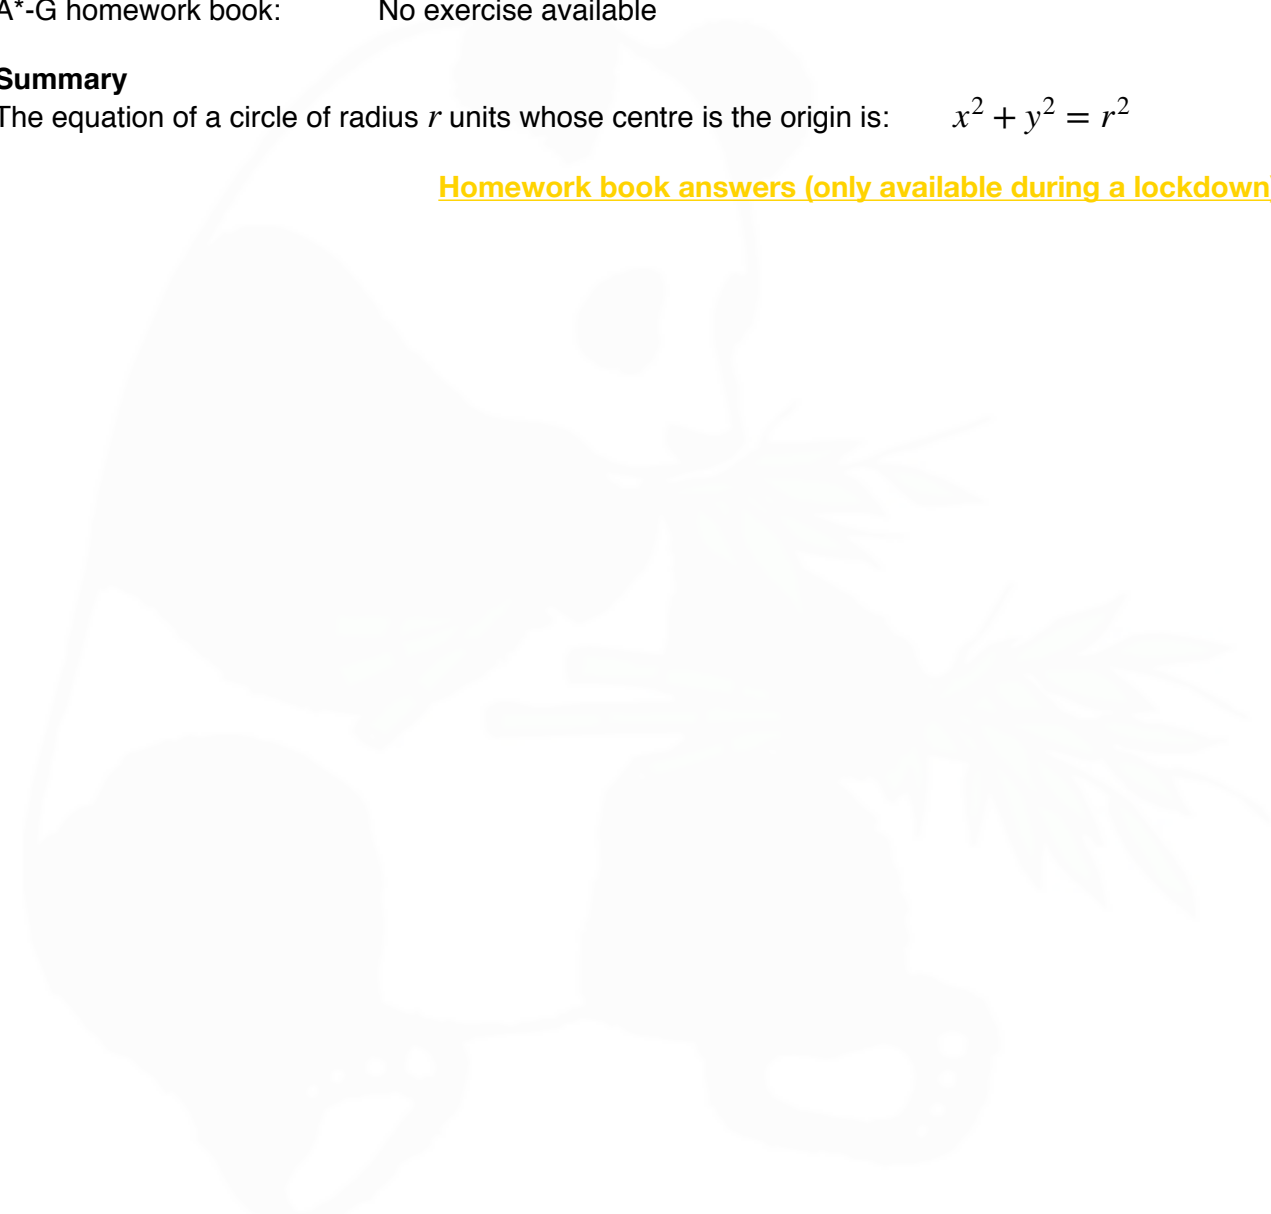 A*-G homework book: No exercise available
Summary
The equation of a circle of radius r units whose centre is the origin is: x² + y² = r²
Homework book answers (only available during a lockdown)